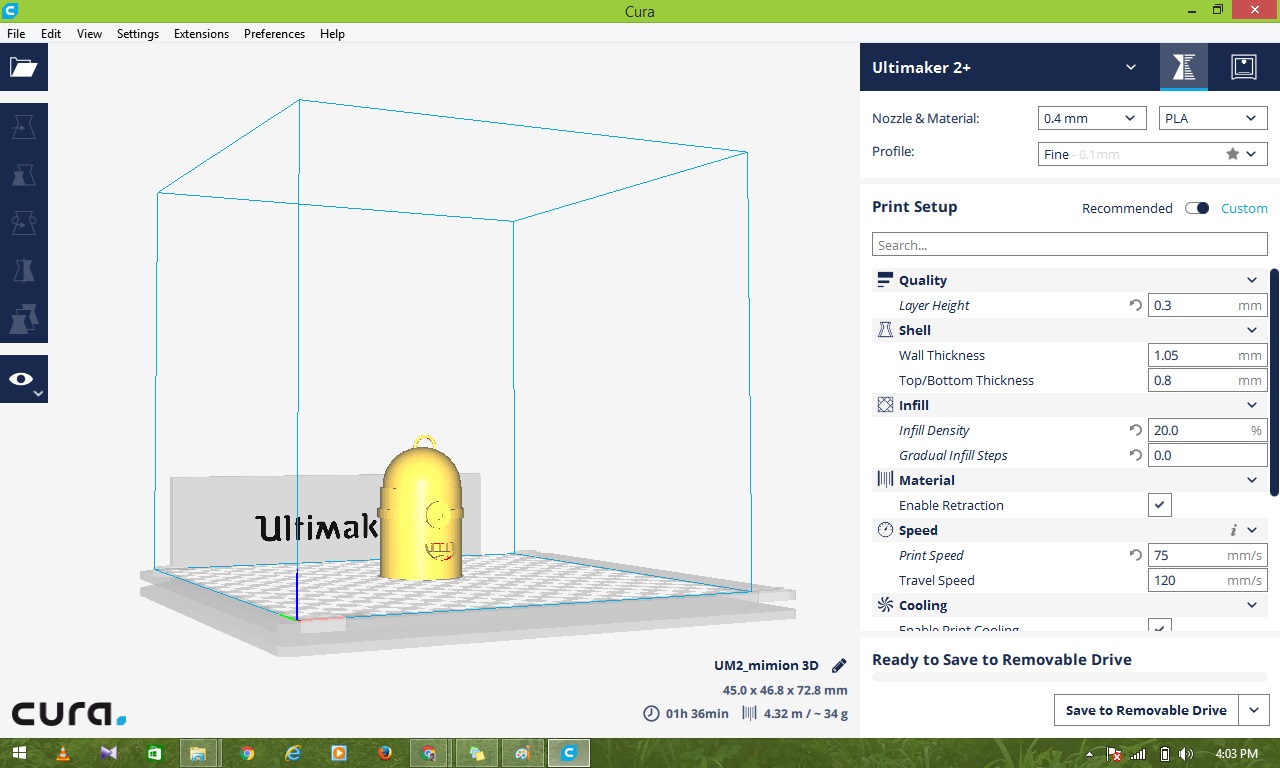 Cura
File Edit View Settings Extensions Preferences Help
Ultimaker 2+
Nozzle & Material: 0.4 mm PLA
Profile: Fine - 0.1mm
Print Setup Recommended Custom
Search...
Quality
Layer Height 0.3 mm
Shell
Wall Thickness 1.05 mm
Top/Bottom Thickness 0.8 mm
Infill
Infill Density 20.0 %
Gradual Infill Steps 0.0
Material
Enable Retraction
Speed i
Print Speed 75 mm/s
Travel Speed 120 mm/s
Cooling
Enable Print Cooling
Ultimak
UM2_mimion 3D
45.0 x 46.8 x 72.8 mm
01h 36min 4.32 m / ~ 34 g
Ready to Save to Removable Drive
Save to Removable Drive
cura.
4:03 PM